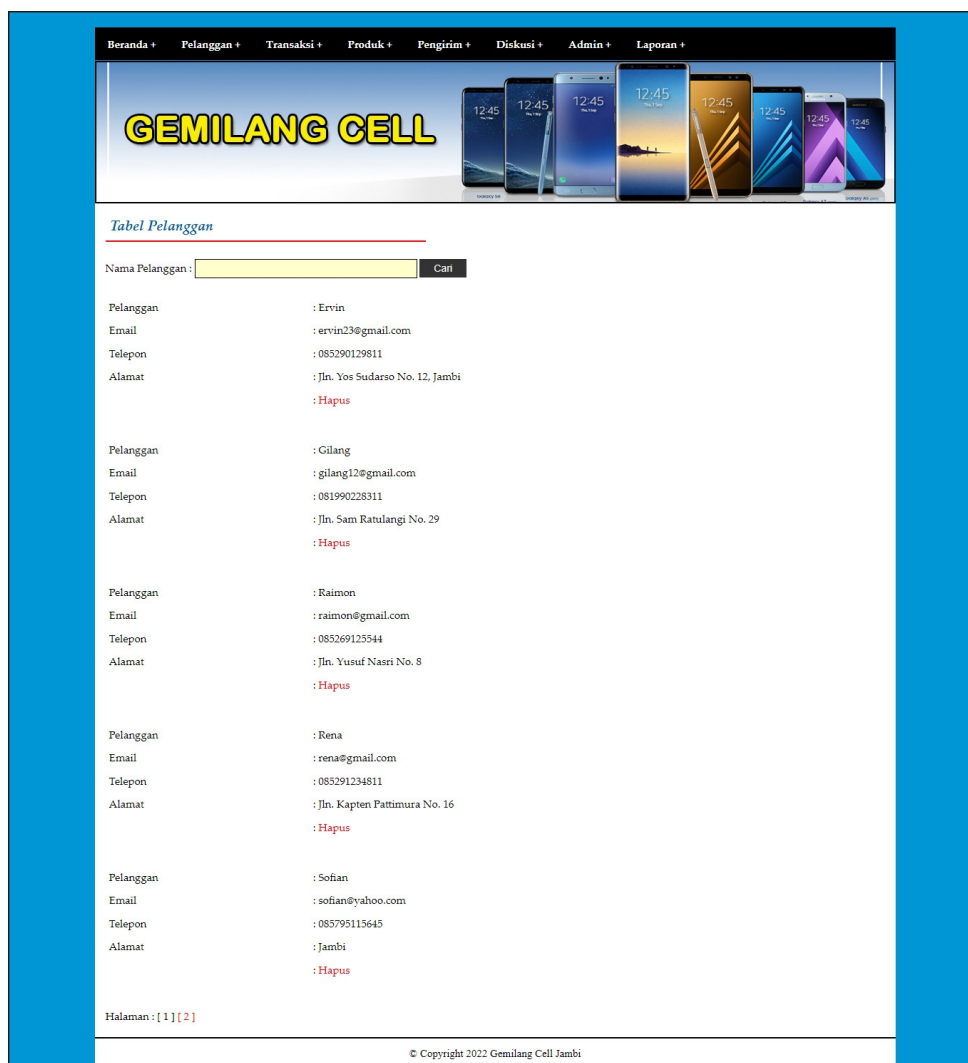 Beranda + Pelanggan + Transaksi + Produk + Pengirim + Diskusi + Admin + Laporan +
GEMILANG CELL
12:45 12:45 12:45 12:45 12:45 12:45 12:45 12:45
Tabel Pelanggan
Nama Pelanggan : Cari
Pelanggan : Ervin
Email : ervin23@gmail.com
Telepon : 085290129811
Alamat : Jln. Yos Sudarso No. 12, Jambi
: Hapus
Pelanggan : Gilang
Email : gilang12@gmail.com
Telepon : 081990228311
Alamat : Jln. Sam Ratulangi No. 29
: Hapus
Pelanggan : Raimon
Email : raimon@gmail.com
Telepon : 085269125544
Alamat : Jln. Yusuf Nasri No. 8
: Hapus
Pelanggan : Rena
Email : rena@gmail.com
Telepon : 085291234811
Alamat : Jln. Kapten Pattimura No. 16
: Hapus
Pelanggan : Sofian
Email : sofian@yahoo.com
Telepon : 085795115645
Alamat : Jambi
: Hapus
Halaman : [ 1 ] [ 2 ]
© Copyright 2022 Gemilang Cell Jambi